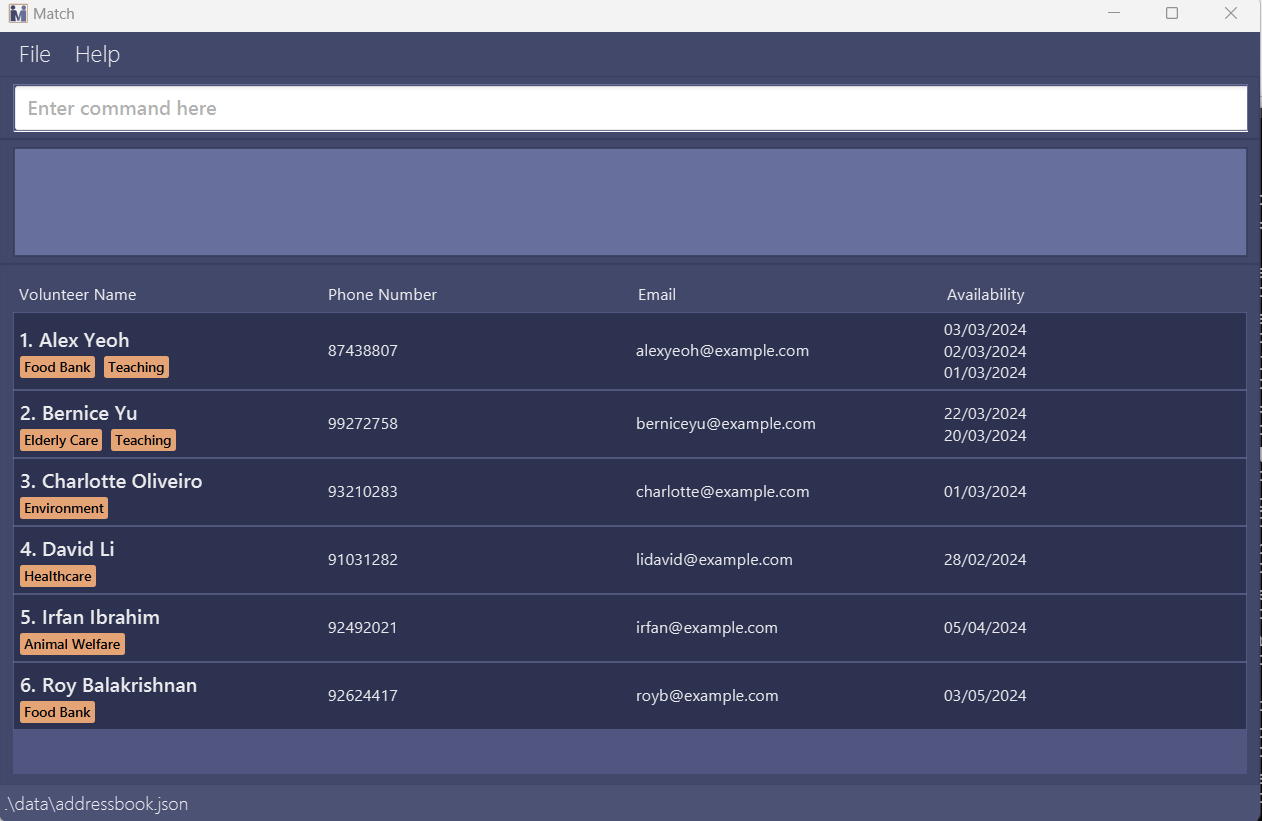 Match
File Help
Enter command here
Volunteer Name Phone Number Email Availability
1. Alex Yeoh
Food Bank Teaching
87438807
alexyeoh@example.com
03/03/2024
02/03/2024
01/03/2024
2. Bernice Yu
Elderly Care Teaching
99272758
berniceyu@example.com
22/03/2024
20/03/2024
3. Charlotte Oliveiro
Environment
93210283
charlotte@example.com
01/03/2024
4. David Li
Healthcare
91031282
lidavid@example.com
28/02/2024
5. Irfan Ibrahim
Animal Welfare
92492021
irfan@example.com
05/04/2024
6. Roy Balakrishnan
Food Bank
92624417
royb@example.com
03/05/2024
.\data\addressbook.json